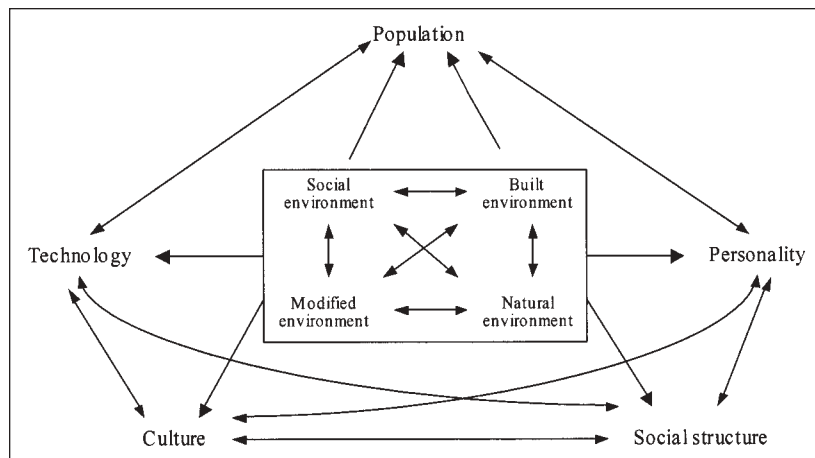 Population
Social
environment
Built
environment
Technology
Personality
Modified
environment
Natural
environment
Culture
Social structure